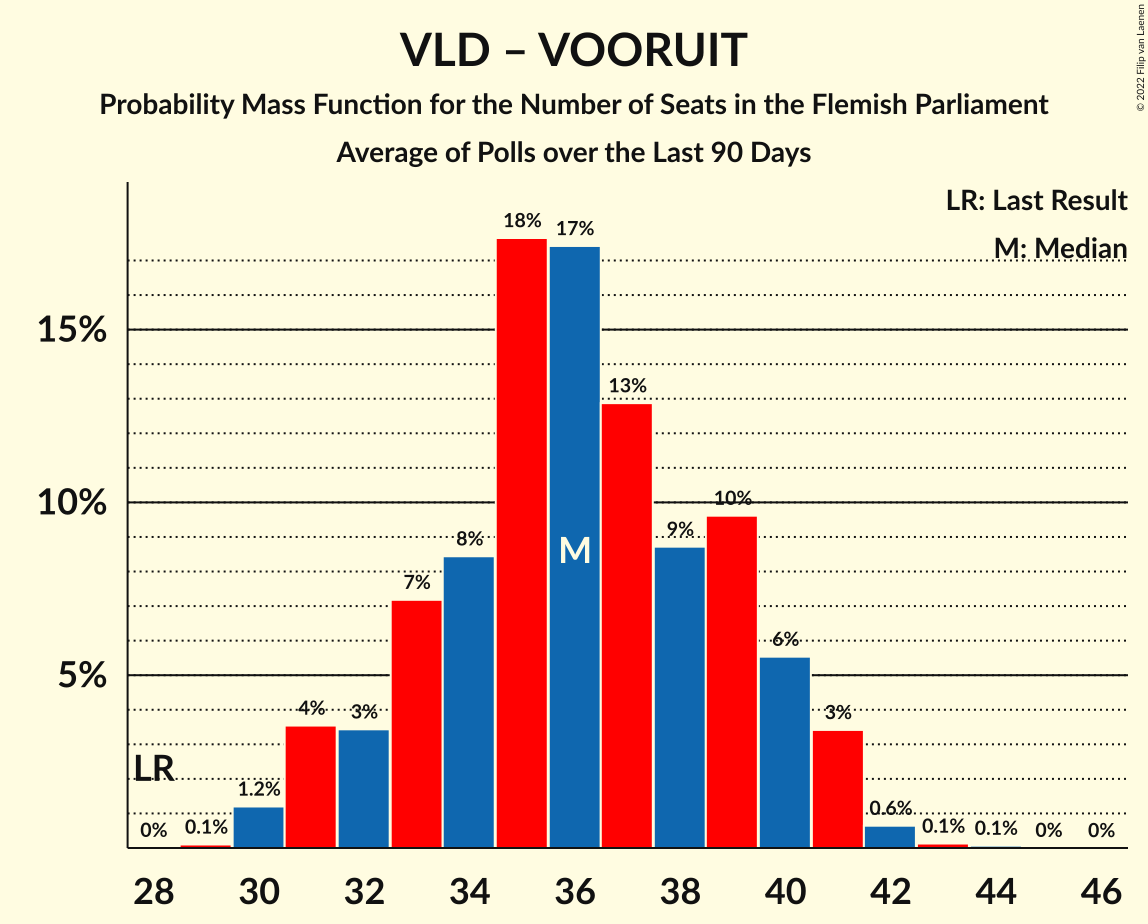 VLD – VOORUIT
Probability Mass Function for the Number of Seats in the Flemish Parliament
Average of Polls over the Last 90 Days
© 2022 Filip van Laenen
LR: Last Result
M: Median
15%
10%
5%
0%
0.1%
1.2%
4%
3%
7%
8%
18%
17%
13%
9%
10%
6%
3%
0.6%
0.1%
0.1%
0%
0%
LR
M
28 30 32 34 36 38 40 42 44 46